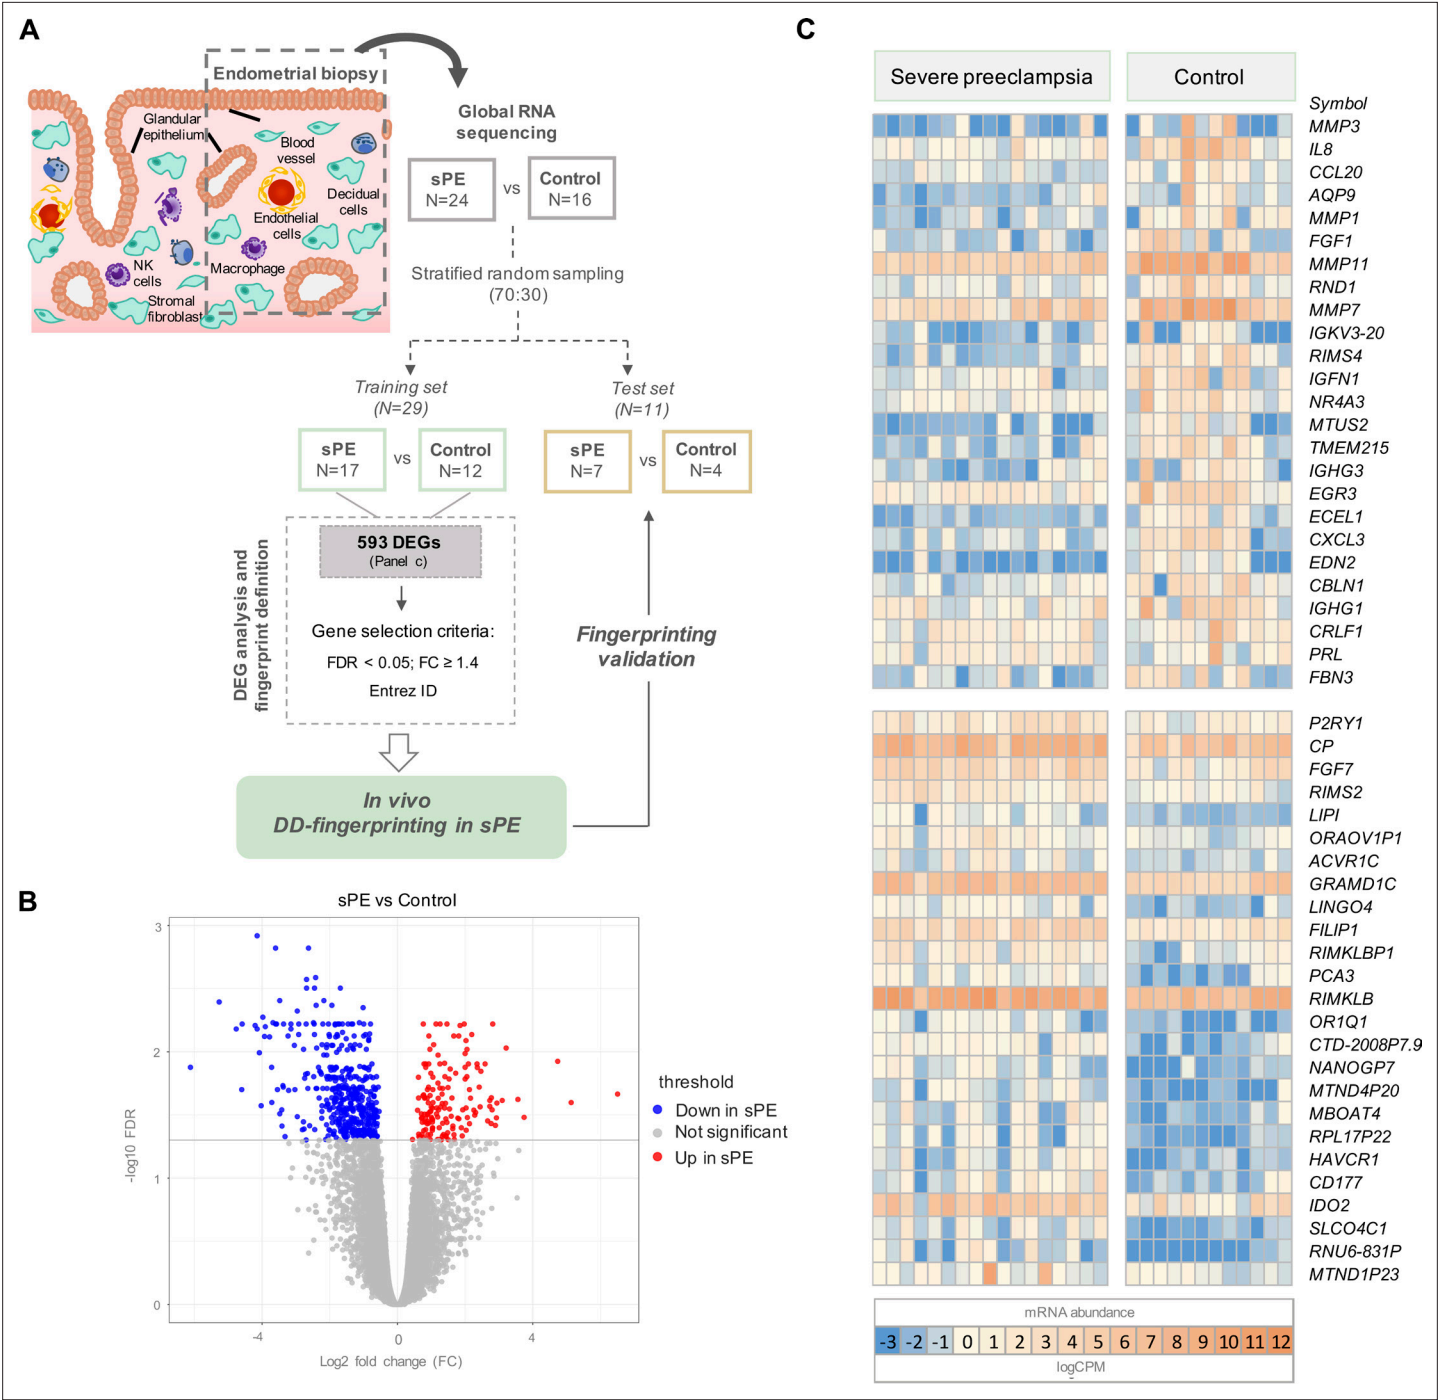 A
Endometrial biopsy
Glandular
epithelium
Blood
vessel
Decidual
cells
Endothelial
cells
NK
cells
Macrophage
Stromal
fibroblast
Global RNA
sequencing
sPE
N=24
vs
Control
N=16
Stratified random sampling
(70:30)
Training set
(N=29)
Test set
(N=11)
sPE
N=17
vs
Control
N=12
sPE
N=7
vs
Control
N=4
DEG analysis and
fingerprint definition
593 DEGs
(Panel c)
Gene selection criteria:
FDR < 0.05; FC ≥ 1.4
Entrez ID
Fingerprinting
validation
In vivo
DD-fingerprinting in sPE
B
sPE vs Control
-log10 FDR
3
2
1
0
-4
0
4
Log2 fold change (FC)
threshold
Down in sPE
Not significant
Up in sPE
C
Severe preeclampsia
Control
Symbol
MMP3
IL8
CCL20
AQP9
MMP1
FGF1
MMP11
RND1
MMP7
IGKV3-20
RIMS4
IGFN1
NR4A3
MTUS2
TMEM215
IGHG3
EGR3
ECEL1
CXCL3
EDN2
CBLN1
IGHG1
CRLF1
PRL
FBN3
P2RY1
CP
FGF7
RIMS2
LIPI
ORAOV1P1
ACVR1C
GRAMD1C
LINGO4
FILIP1
RIMKLBP1
PCA3
RIMKLB
OR1Q1
CTD-2008P7.9
NANOGP7
MTND4P20
MBOAT4
RPL17P22
HAVCR1
CD177
IDO2
SLCO4C1
RNU6-831P
MTND1P23
mRNA abundance
-3 -2 -1 0 1 2 3 4 5 6 7 8 9 10 11 12
logCPM